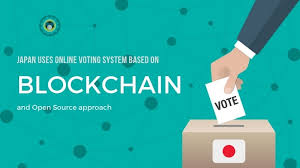 JAPAN USES ONLINE VOTING SYSTEM BASED ON
BLOCKCHAIN
and Open Source approach
VOTE